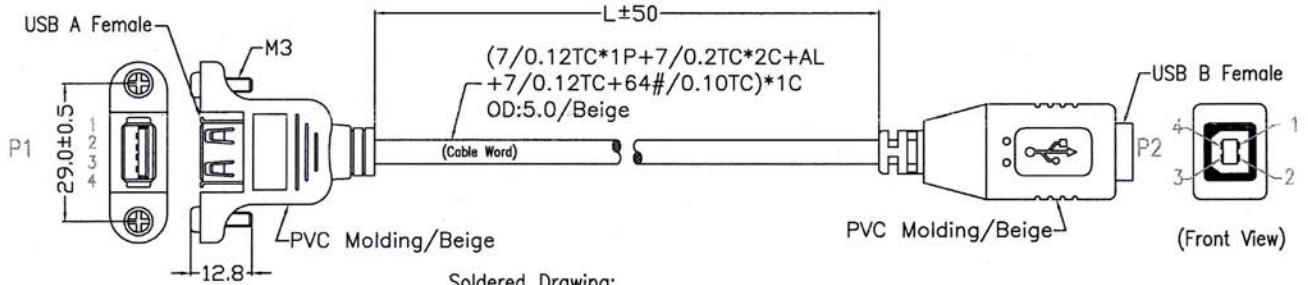 L±50
USB A Female
M3
(7/0.12TC*1P+7/0.2TC*2C+AL
+7/0.12TC+64#/0.10TC)*1C
OD:5.0/Beige
USB B Female
P1
29.0±0.5
1
2
3
4
(Cable Word)
P2
4
1
3
2
PVC Molding/Beige
PVC Molding/Beige
(Front View)
12.8
Soldered Drawing: